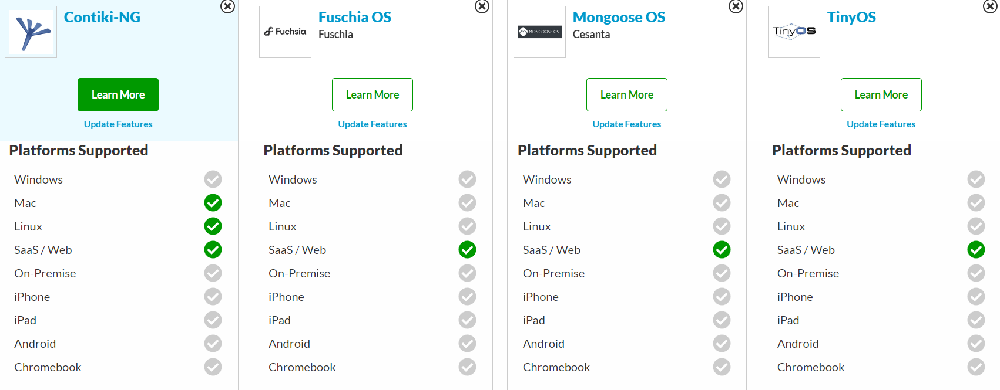 Contiki-NG
Learn More
Update Features
Platforms Supported
Windows
Mac
Linux
SaaS / Web
On-Premise
iPhone
iPad
Android
Chromebook
Fuchsia
Fuschia OS
Fuschia
Learn More
Update Features
Platforms Supported
Windows
Mac
Linux
SaaS / Web
On-Premise
iPhone
iPad
Android
Chromebook
MONGOOSE OS
Mongoose OS
Cesanta
Learn More
Update Features
Platforms Supported
Windows
Mac
Linux
SaaS / Web
On-Premise
iPhone
iPad
Android
Chromebook
TinyOS
TinyOS
Learn More
Update Features
Platforms Supported
Windows
Mac
Linux
SaaS / Web
On-Premise
iPhone
iPad
Android
Chromebook